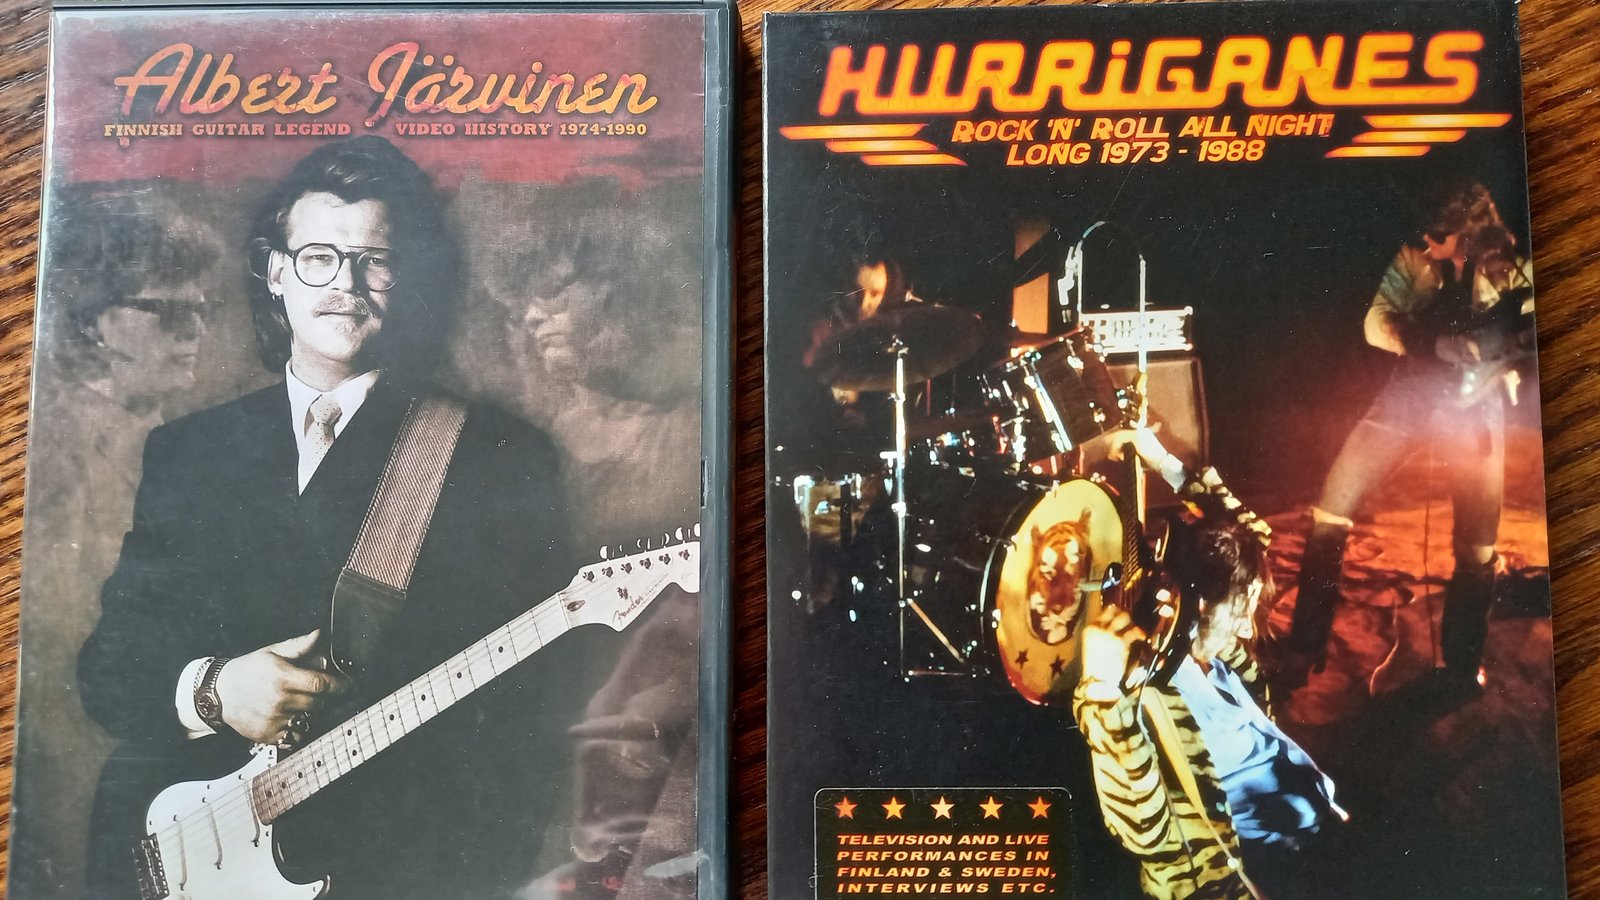 Albert Järvinen
FINNISH GUITAR LEGEND VIDEO HISTORY 1974-1990
Fender
HURRiGANES
ROCK 'N' ROLL ALL NIGHT
LONG 1973 - 1988
TELEVISION AND LIVE
PERFORMANCES IN
FINLAND & SWEDEN,
INTERVIEWS ETC.